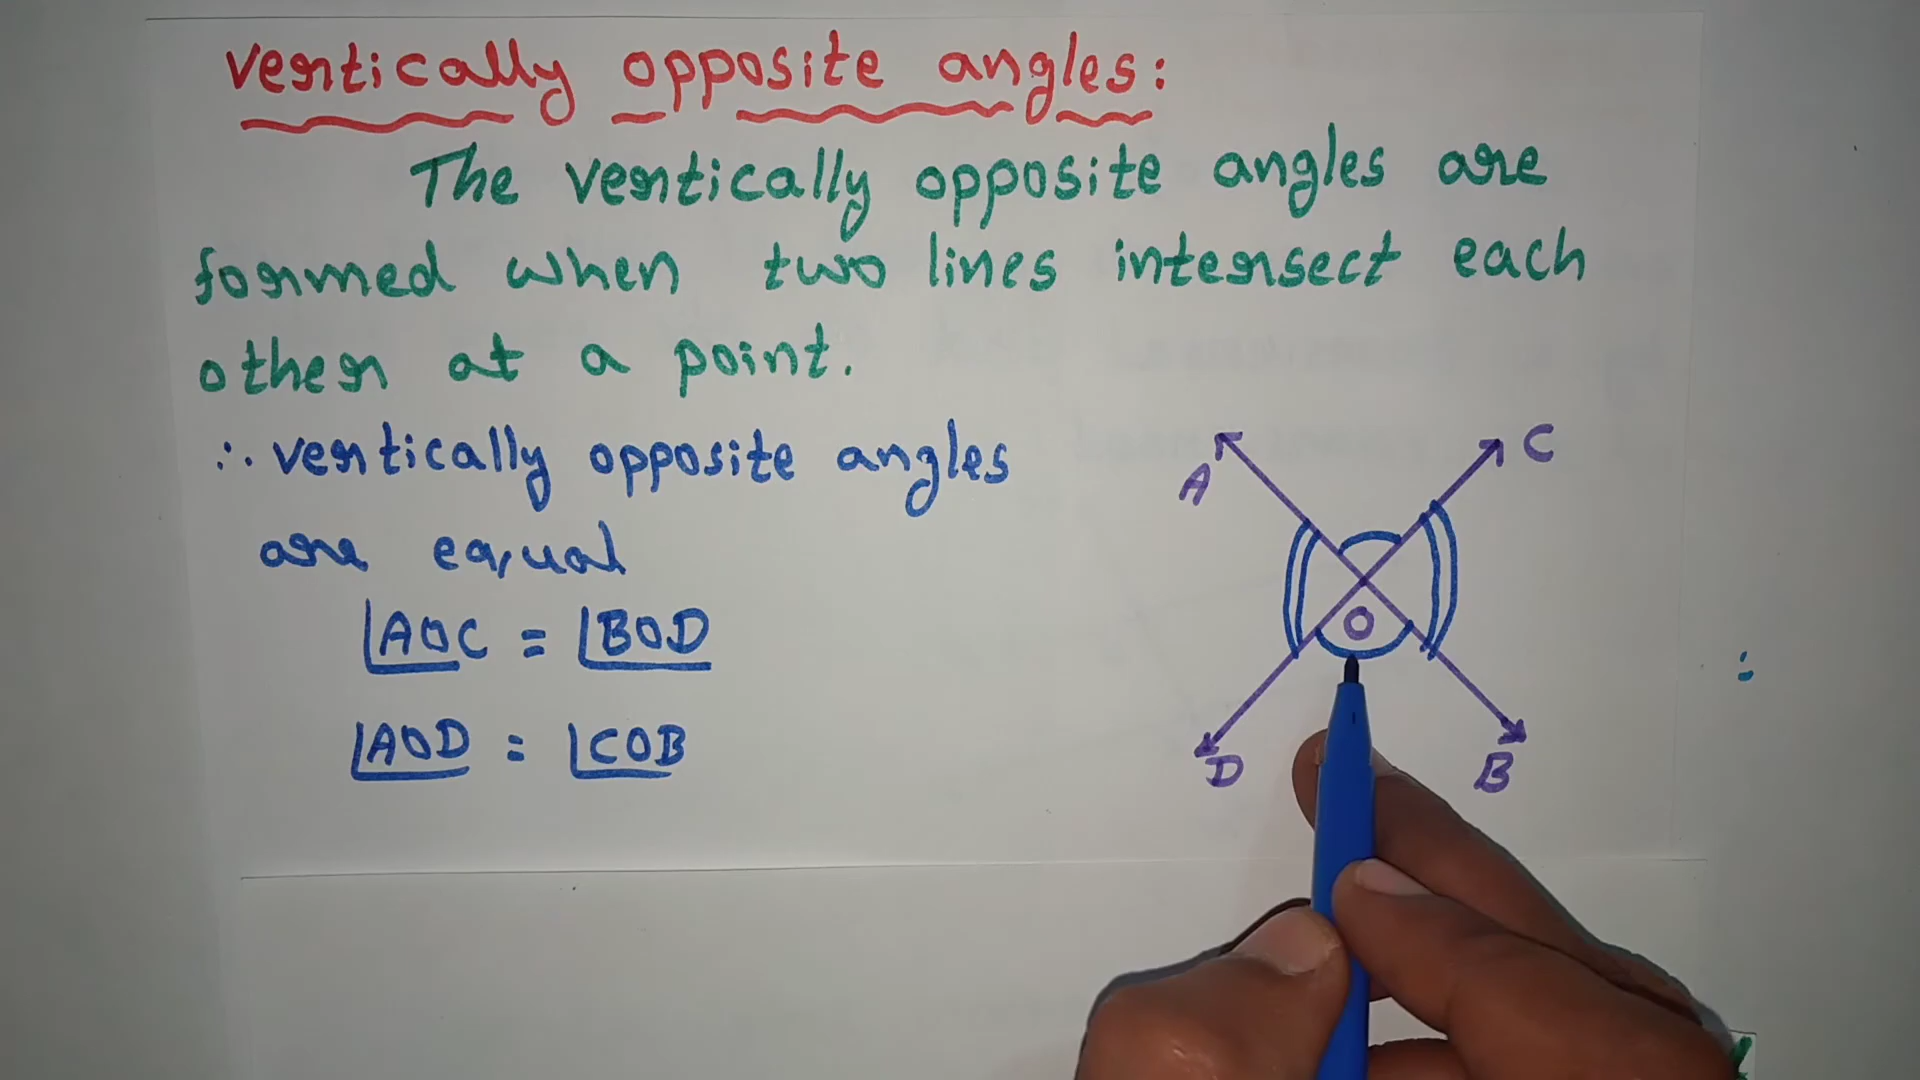 vertically opposite angles:
The vertically opposite angles are
formed when two lines intersect each
other at a point.
∴ vertically opposite angles
are equal
∠AOC = ∠BOD
∠AOD = ∠COB
A
C
O
D
B